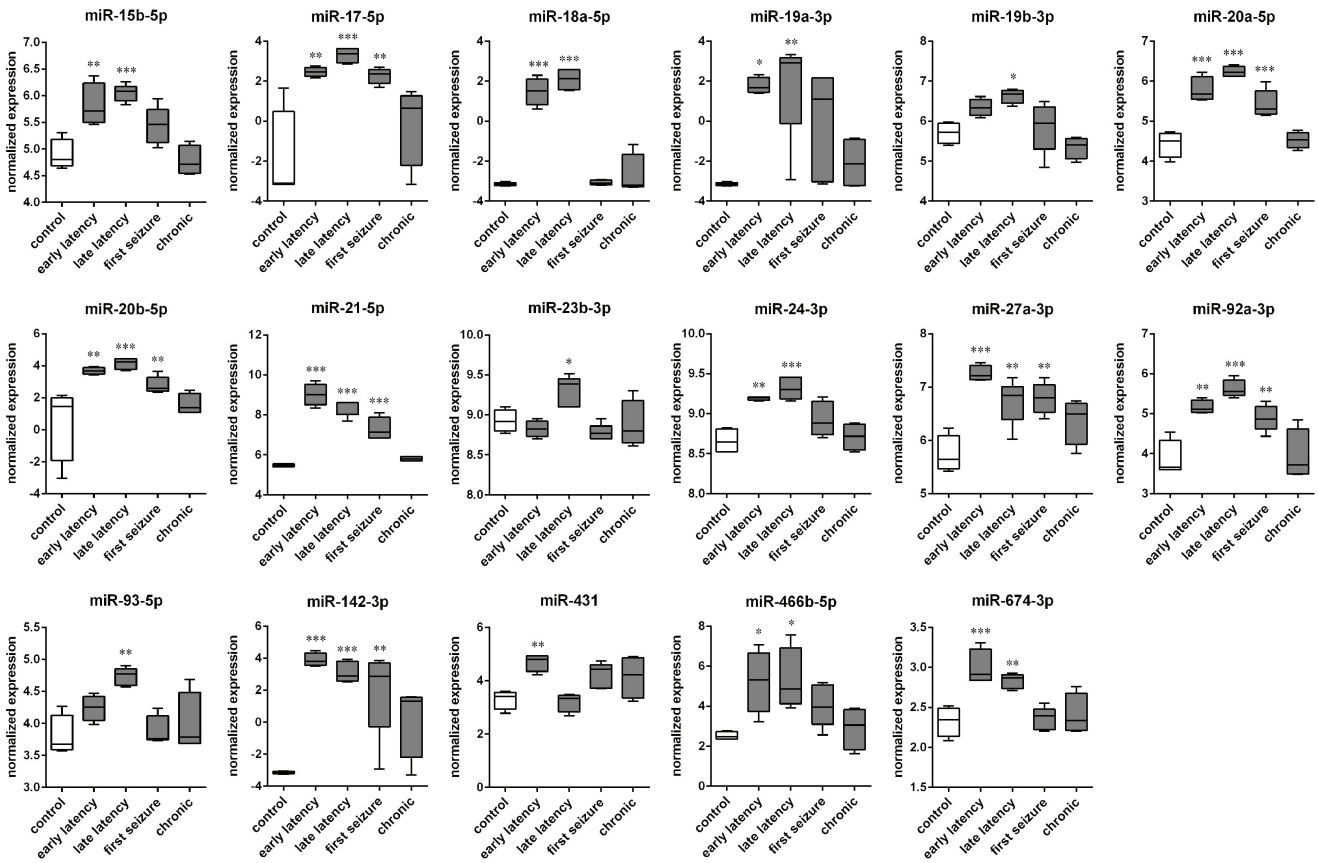 miR-15b-5p
normalized expression
6.0
5.5
5.0
4.5
4.0
7.0
6.5
** ***
control
early latency
late latency
first seizure
chronic
miR-17-5p
normalized expression
4
2
0
-2
-4
** *** **
control
early latency
late latency
first seizure
chronic
miR-18a-5p
normalized expression
4
2
0
-2
-4
*** ***
control
early latency
late latency
first seizure
chronic
miR-19a-3p
normalized expression
4
2
0
-2
-4
* **
control
early latency
late latency
first seizure
chronic
miR-19b-3p
normalized expression
8
7
6
5
4
*
control
early latency
late latency
first seizure
chronic
miR-20a-5p
normalized expression
7
6
5
4
3
*** *** ***
control
early latency
late latency
first seizure
chronic
miR-20b-5p
normalized expression
6
4
2
0
-2
-4
** *** **
control
early latency
late latency
first seizure
chronic
miR-21-5p
normalized expression
12
10
8
6
4
*** *** ***
control
early latency
late latency
first seizure
chronic
miR-23b-3p
normalized expression
10.0
9.5
9.0
8.5
8.0
*
control
early latency
late latency
first seizure
chronic
miR-24-3p
normalized expression
10.0
9.5
9.0
8.5
8.0
** ***
control
early latency
late latency
first seizure
chronic
miR-27a-3p
normalized expression
8
7
6
5
*** ** **
control
early latency
late latency
first seizure
chronic
miR-92a-3p
normalized expression
7
6
5
4
3
** *** **
control
early latency
late latency
first seizure
chronic
miR-93-5p
normalized expression
5.5
5.0
4.5
4.0
3.5
3.0
**
control
early latency
late latency
first seizure
chronic
miR-142-3p
normalized expression
6
4
2
0
-2
-4
*** *** **
control
early latency
late latency
first seizure
chronic
miR-431
normalized expression
6
4
2
0
**
control
early latency
late latency
first seizure
chronic
miR-466b-5p
normalized expression
8
6
4
2
0
* *
control
early latency
late latency
first seizure
chronic
miR-674-3p
normalized expression
3.5
3.0
2.5
2.0
1.5
*** **
control
early latency
late latency
first seizure
chronic